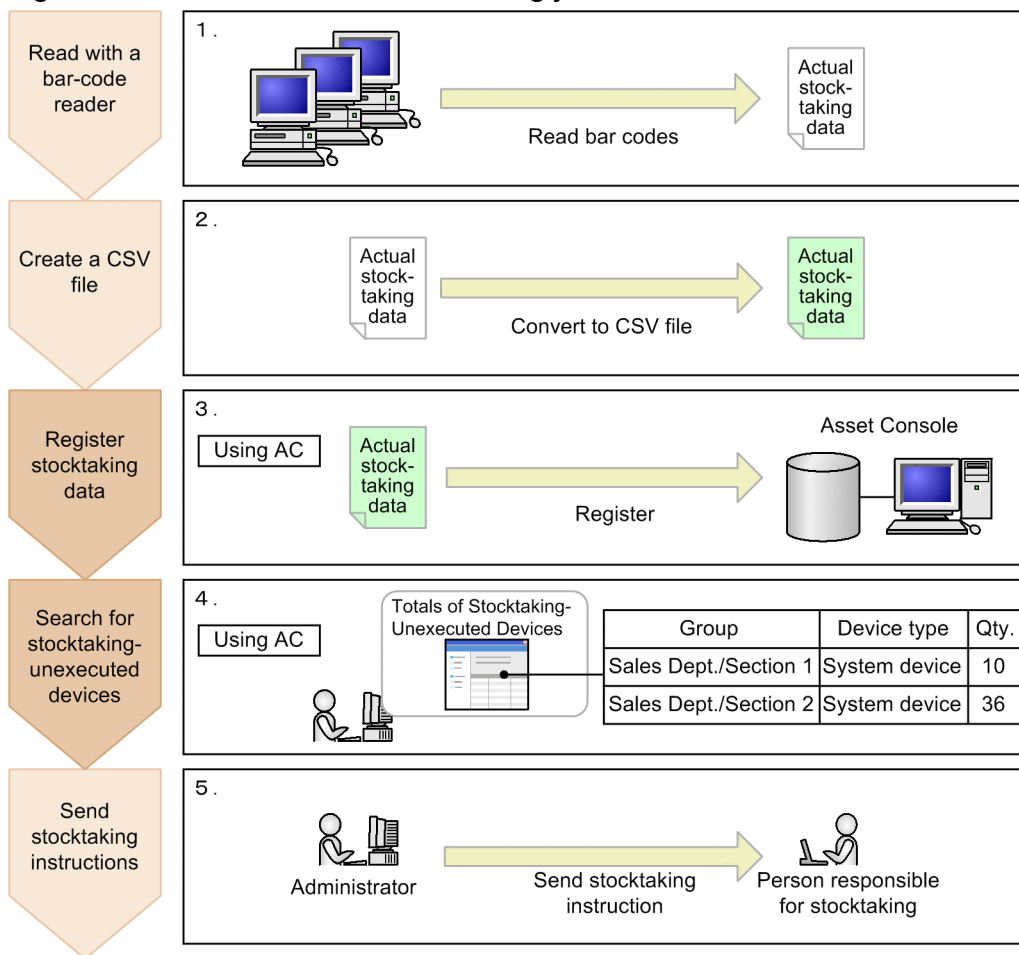 Read with a
bar-code
reader
1.
Actual
stock-
taking
data
Read bar codes
Create a CSV
file
2.
Actual
stock-
taking
data
Convert to CSV file
Actual
stock-
taking
data
Register
stocktaking
data
3.
Using AC
Actual
stock-
taking
data
Register
Asset Console
Search for
stocktaking-
unexecuted
devices
4.
Using AC
Totals of Stocktaking-
Unexecuted Devices
Group Device type Qty.
Sales Dept./Section 1 System device 10
Sales Dept./Section 2 System device 36
Send
stocktaking
instructions
5.
Administrator
Send stocktaking
instruction
Person responsible
for stocktaking